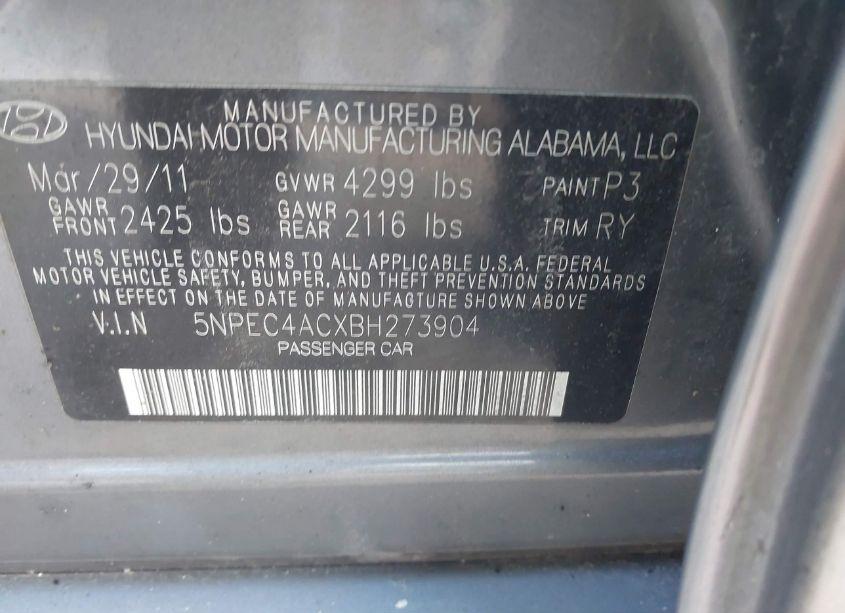 MANUFACTURED BY
HYUNDAI MOTOR MANUFACTURING ALABAMA, LLC
Mar/29/11 GVWR 4299 lbs PAINT P3
GAWR FRONT 2425 lbs GAWR REAR 2116 lbs TRIM RY
THIS VEHICLE CONFORMS TO ALL APPLICABLE U.S.A. FEDERAL
MOTOR VEHICLE SAFETY, BUMPER, AND THEFT PREVENTION STANDARDS
IN EFFECT ON THE DATE OF MANUFACTURE SHOWN ABOVE
V.I.N 5NPEC4ACXBH273904
PASSENGER CAR